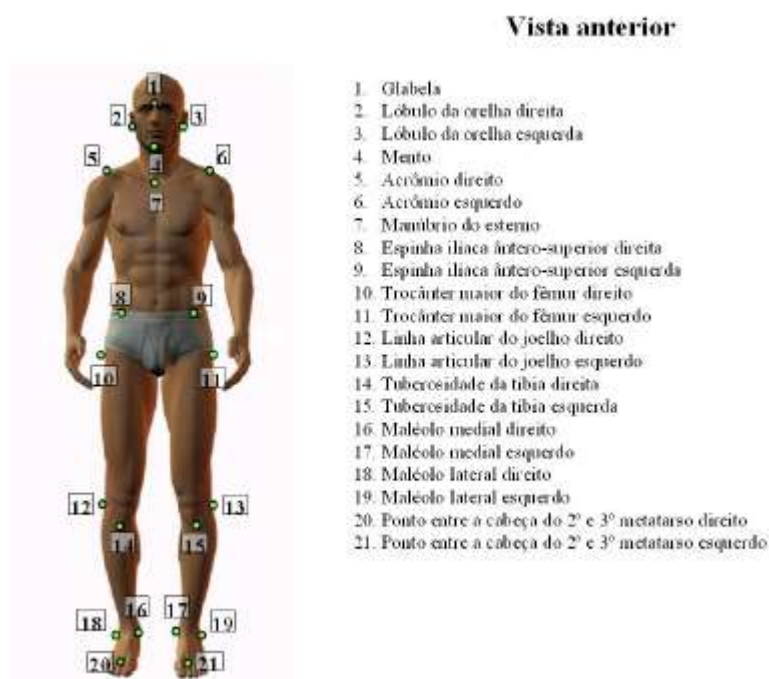 Vista anterior
1. Glabela
2. Lóbulo da orelha direita
3. Lóbulo da orelha esquerda
4. Mento
5. Acrômio direito
6. Acrômio esquerdo
7. Manúbrio do esterno
8. Espinha ilíaca ântero-superior direita
9. Espinha ilíaca ântero-superior esquerda
10. Trocânter maior do fêmur direito
11. Trocânter maior do fêmur esquerdo
12. Linha articular do joelho direito
13. Linha articular do joelho esquerdo
14. Tuberosidade da tíbia direita
15. Tuberosidade da tíbia esquerda
16. Maléolo medial direito
17. Maléolo medial esquerdo
18. Maléolo lateral direito
19. Maléolo lateral esquerdo
20. Ponto entre a cabeça do 2º e 3º metatarso direito
21. Ponto entre a cabeça do 2º e 3º metatarso esquerdo
1
2 3
4
5 6
7
8 9
10 11
12 13
14 15
16 17
18 19
20 21